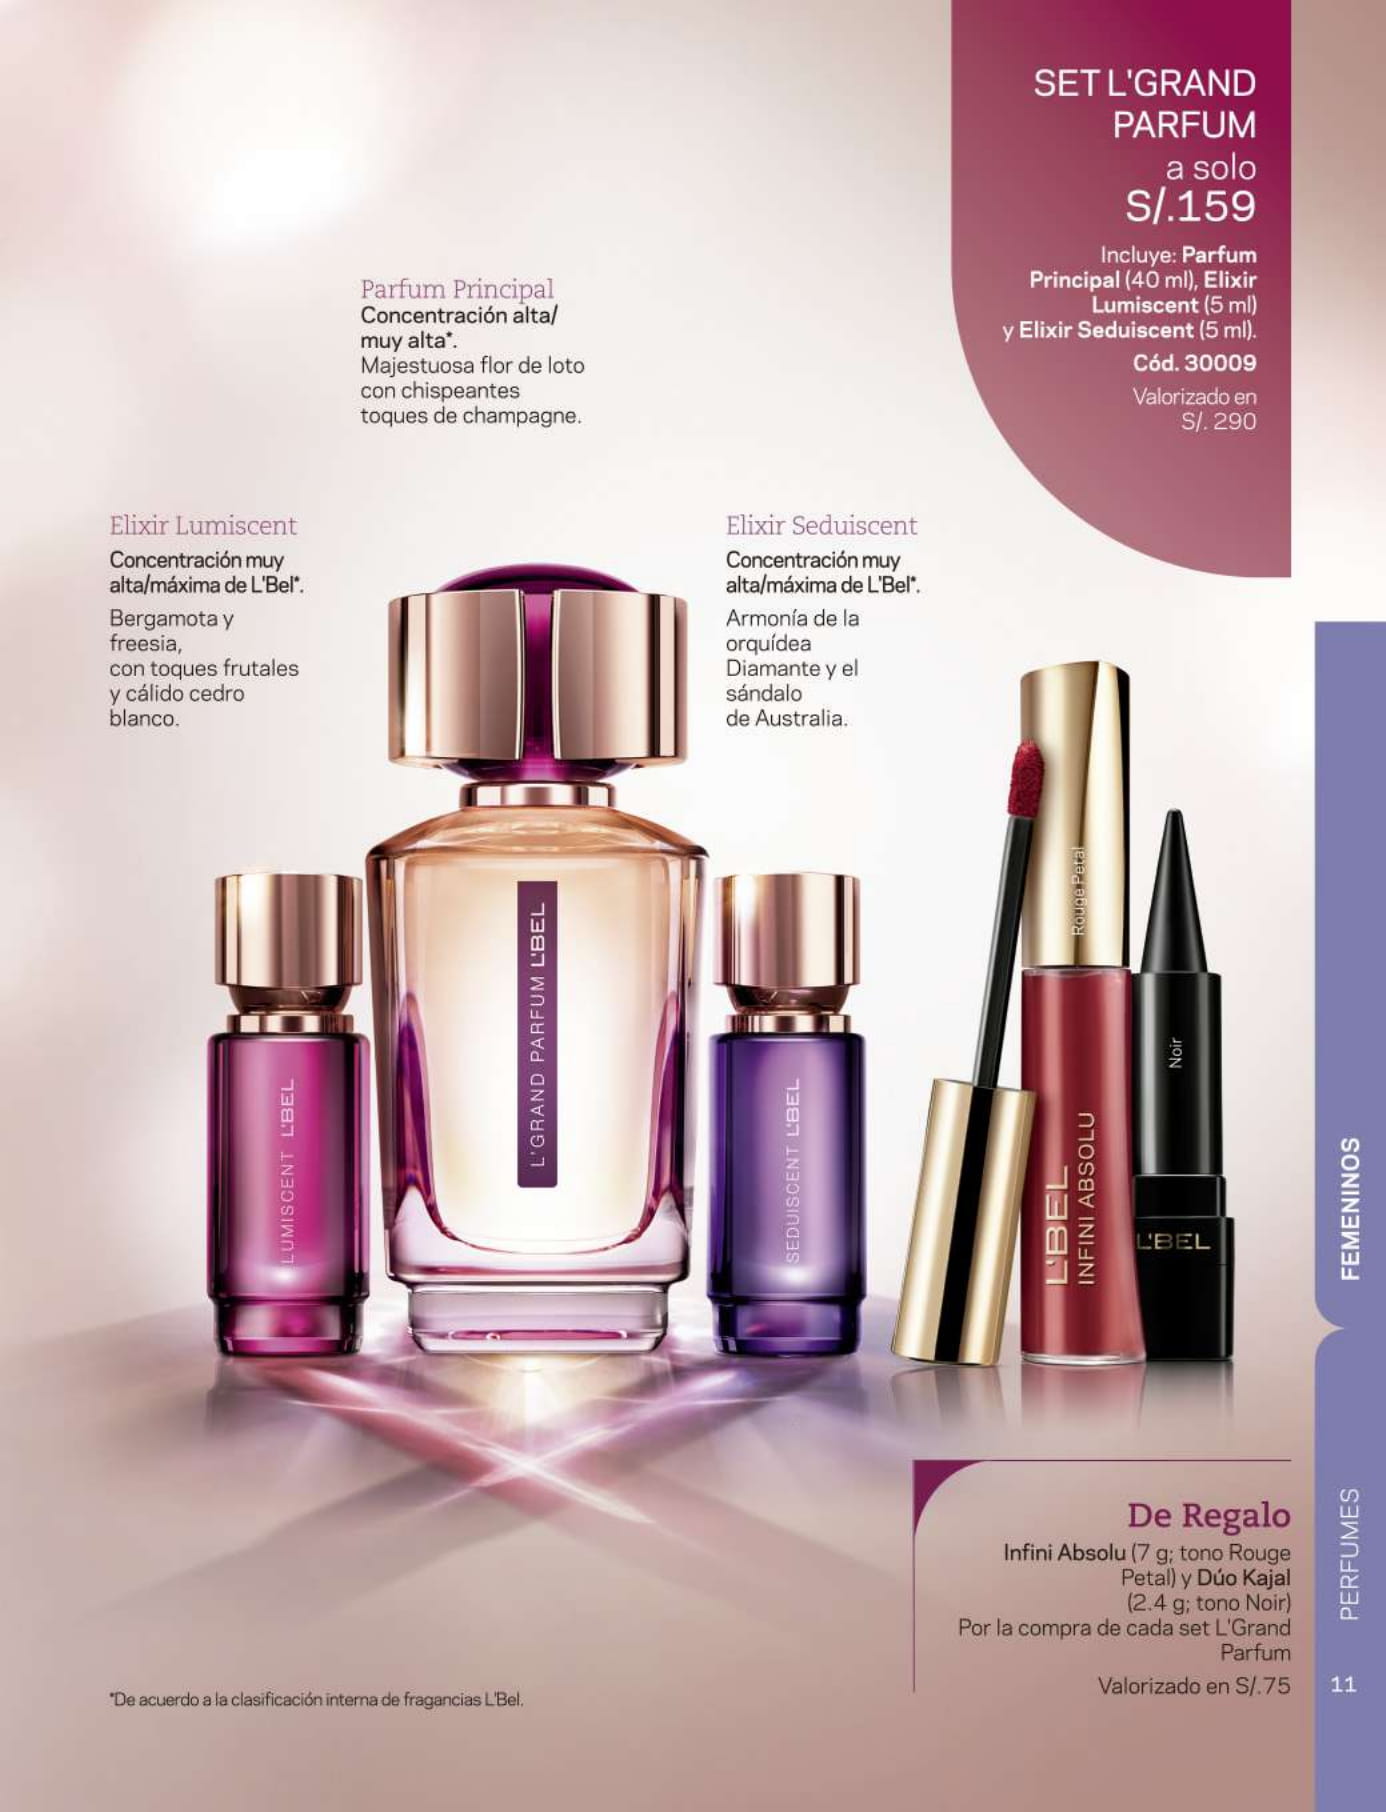 SET L'GRAND
PARFUM
a solo
S/.159
Incluye: Parfum
Principal (40 ml), Elixir
Lumiscent (5 ml)
y Elixir Seduiscent (5 ml).
Cód. 30009
Valorizado en
S/. 290
Parfum Principal
Concentración alta/
muy alta*.
Majestuosa flor de loto
con chispeantes
toques de champagne.
Elixir Lumiscent
Concentración muy
alta/máxima de L'Bel*.
Bergamota y
freesia,
con toques frutales
y cálido cedro
blanco.
Elixir Seduiscent
Concentración muy
alta/máxima de L'Bel*.
Armonía de la
orquídea
Diamante y el
sándalo
de Australia.
LUMISCENT L'BEL
L'GRAND PARFUM L'BEL
SEDUISCENT L'BEL
Rouge Petal
L'BEL
INFINI ABSOLU
Noir
L'BEL
De Regalo
Infini Absolu (7 g; tono Rouge
Petal) y Dúo Kajal
(2.4 g; tono Noir)
Por la compra de cada set L'Grand
Parfum
Valorizado en S/.75
*De acuerdo a la clasificación interna de fragancias L'Bel.
FEMENINOS
PERFUMES
11